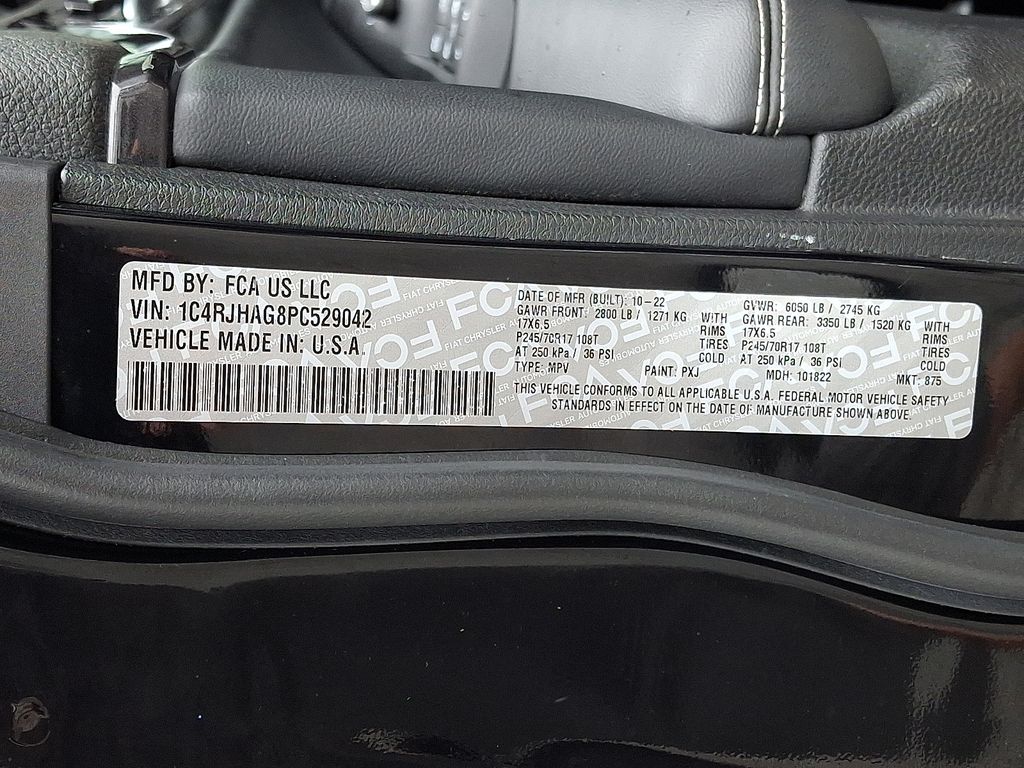 MFD BY: FCA US LLC
VIN: 1C4RJHAG8PC529042
VEHICLE MADE IN: U.S.A.
DATE OF MFR (BUILT): 10-22
GAWR FRONT: 2800 LB / 1271 KG WITH
17X6.5 RIMS
P245/70R17 108T TIRES
AT 250 kPa / 36 PSI COLD
TYPE: MPV PAINT: PXJ
GVWR: 6050 LB / 2745 KG
GAWR REAR: 3350 LB / 1520 KG WITH
17X6.5 RIMS
P245/70R17 108T TIRES
AT 250 kPa / 36 PSI COLD
MDH: 101822 MKT: 875
THIS VEHICLE CONFORMS TO ALL APPLICABLE U.S.A. FEDERAL MOTOR VEHICLE SAFETY
STANDARDS IN EFFECT ON THE DATE OF MANUFACTURE SHOWN ABOVE.